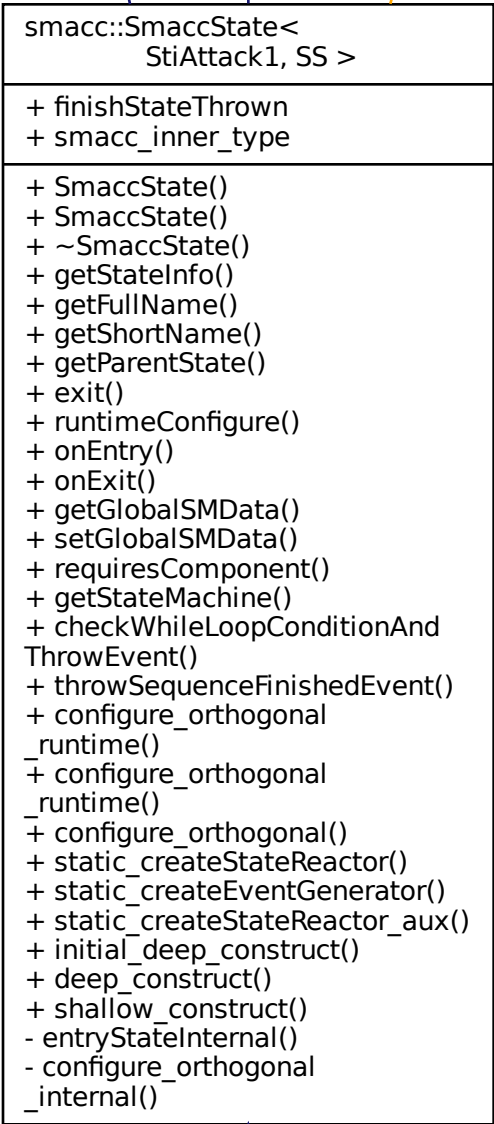 smacc::SmaccState<
StiAttack1, SS >
+ finishStateThrown
+ smacc_inner_type
+ SmaccState()
+ SmaccState()
+ ~SmaccState()
+ getStateInfo()
+ getFullName()
+ getShortName()
+ getParentState()
+ exit()
+ runtimeConfigure()
+ onEntry()
+ onExit()
+ getGlobalSMData()
+ setGlobalSMData()
+ requiresComponent()
+ getStateMachine()
+ checkWhileLoopConditionAnd
ThrowEvent()
+ throwSequenceFinishedEvent()
+ configure_orthogonal
_runtime()
+ configure_orthogonal
_runtime()
+ configure_orthogonal()
+ static_createStateReactor()
+ static_createEventGenerator()
+ static_createStateReactor_aux()
+ initial_deep_construct()
+ deep_construct()
+ shallow_construct()
- entryStateInternal()
- configure_orthogonal
_internal()